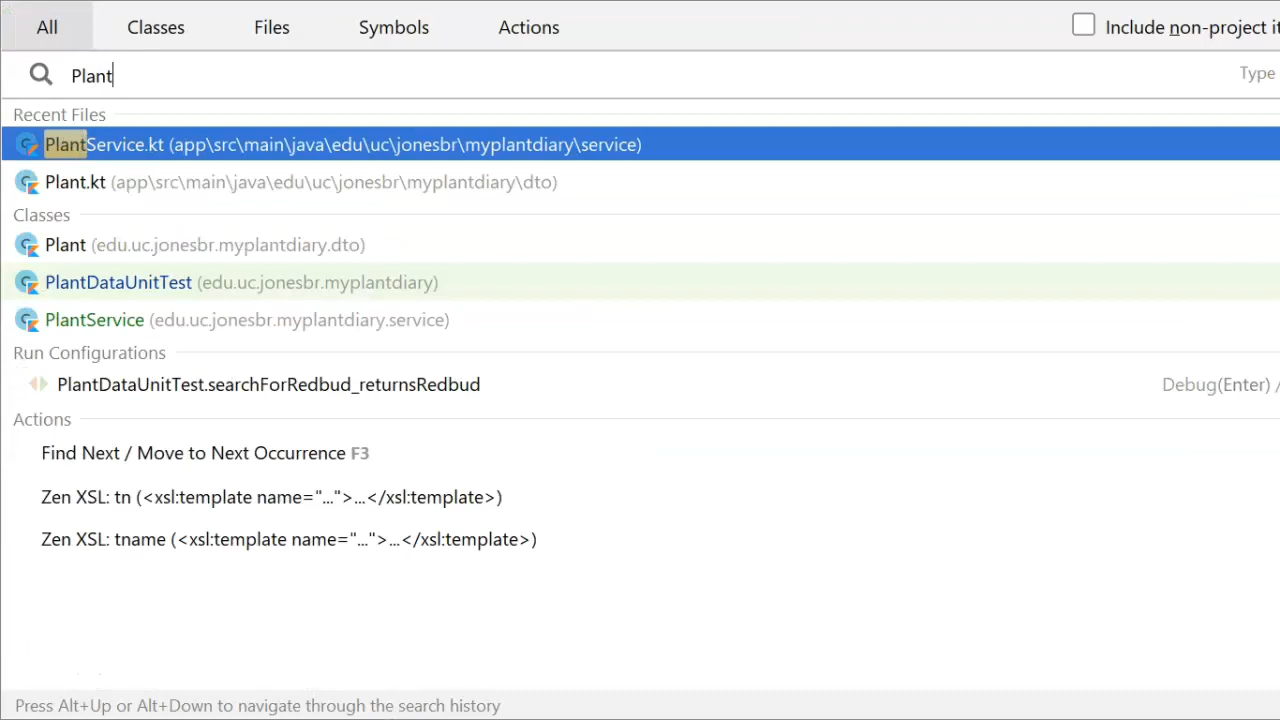 All Classes Files Symbols Actions Include non-project it
Plant Type
Recent Files
PlantService.kt (app\src\main\java\edu\uc\jonesbr\myplantdiary\service)
Plant.kt (app\src\main\java\edu\uc\jonesbr\myplantdiary\dto)
Classes
Plant (edu.uc.jonesbr.myplantdiary.dto)
PlantDataUnitTest (edu.uc.jonesbr.myplantdiary)
PlantService (edu.uc.jonesbr.myplantdiary.service)
Run Configurations
PlantDataUnitTest.searchForRedbud_returnsRedbud Debug(Enter) /
Actions
Find Next / Move to Next Occurrence F3
Zen XSL: tn (<xsl:template name="...">...</xsl:template>)
Zen XSL: tname (<xsl:template name="...">...</xsl:template>)
Press Alt+Up or Alt+Down to navigate through the search history